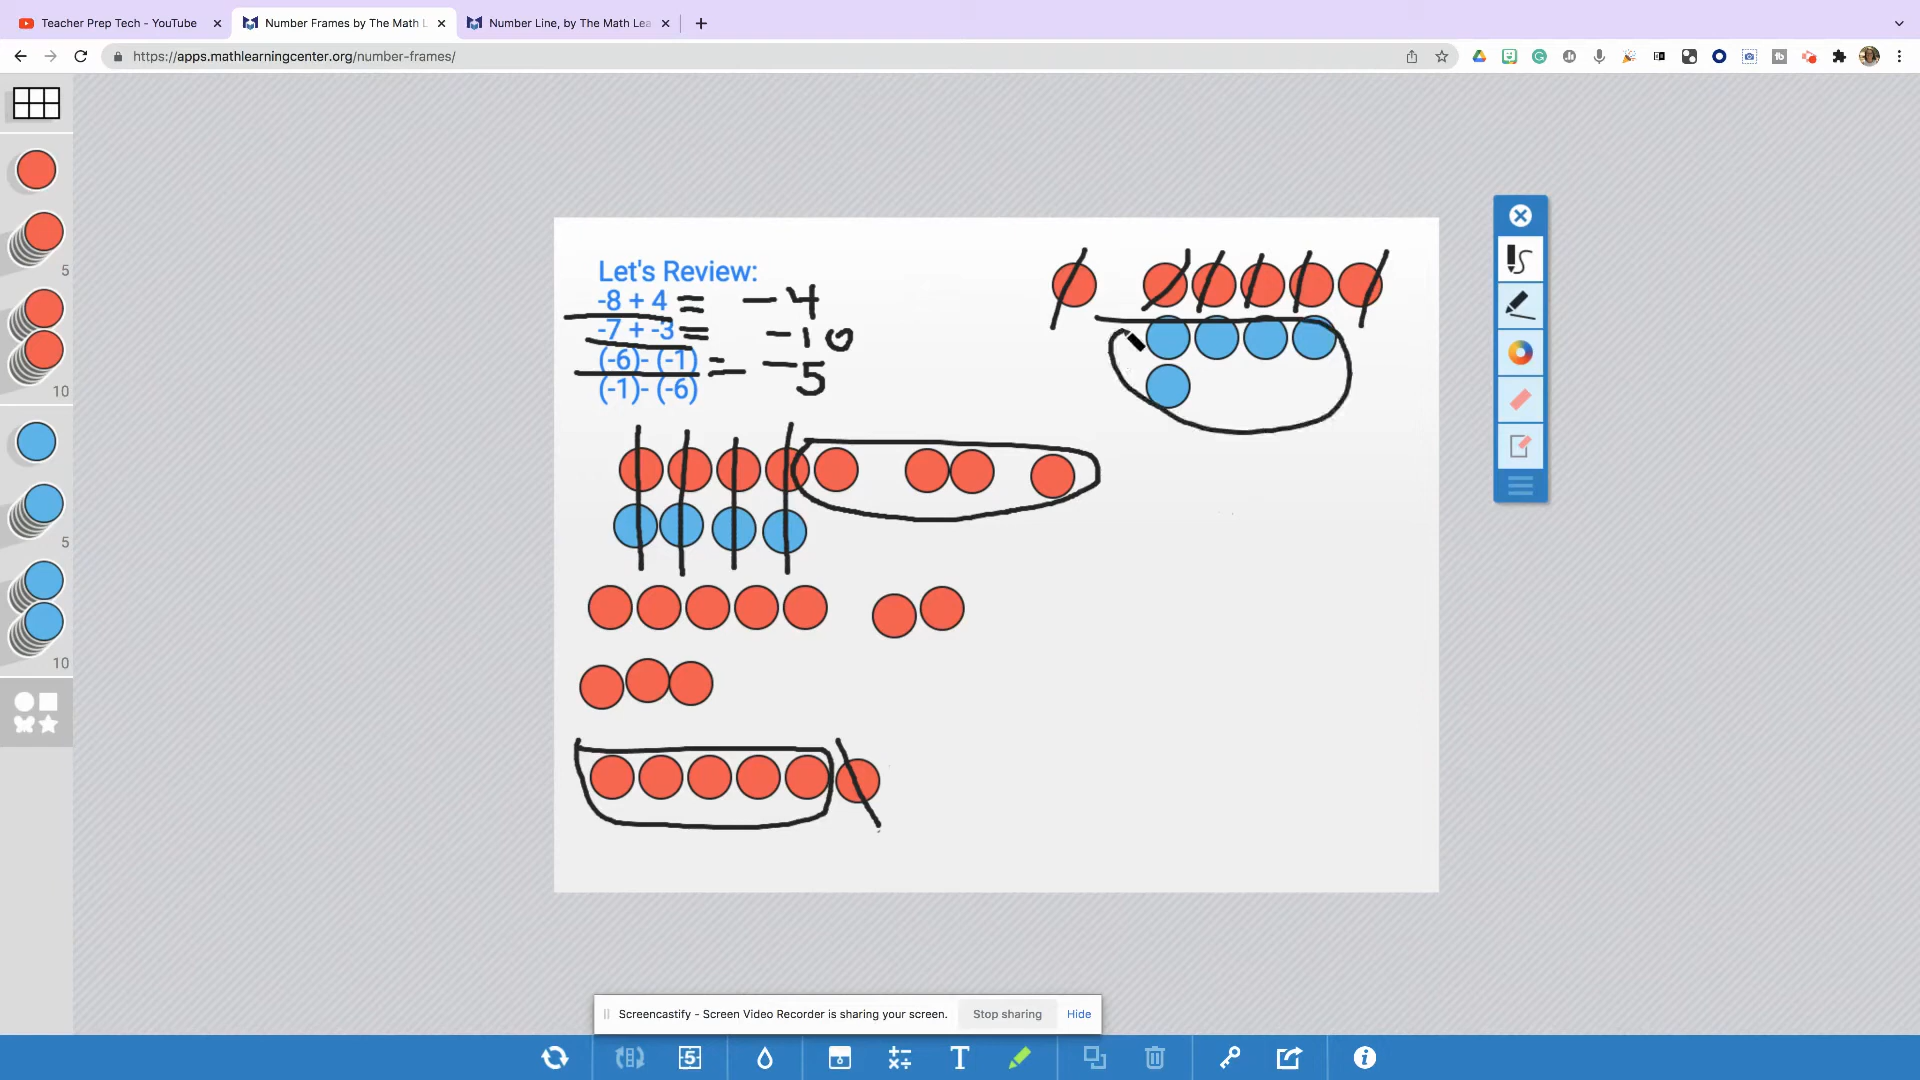 Teacher Prep Tech - YouTube
Number Frames by The Math L
Number Line, by The Math Lea
https://apps.mathlearningcenter.org/number-frames/
5
10
5
10
Let's Review:
-8 + 4 = -4
-7 + -3 = -10
(-6)- (-1) = -5
(-1)- (-6)
Screencastify - Screen Video Recorder is sharing your screen.
Stop sharing
Hide
5
T